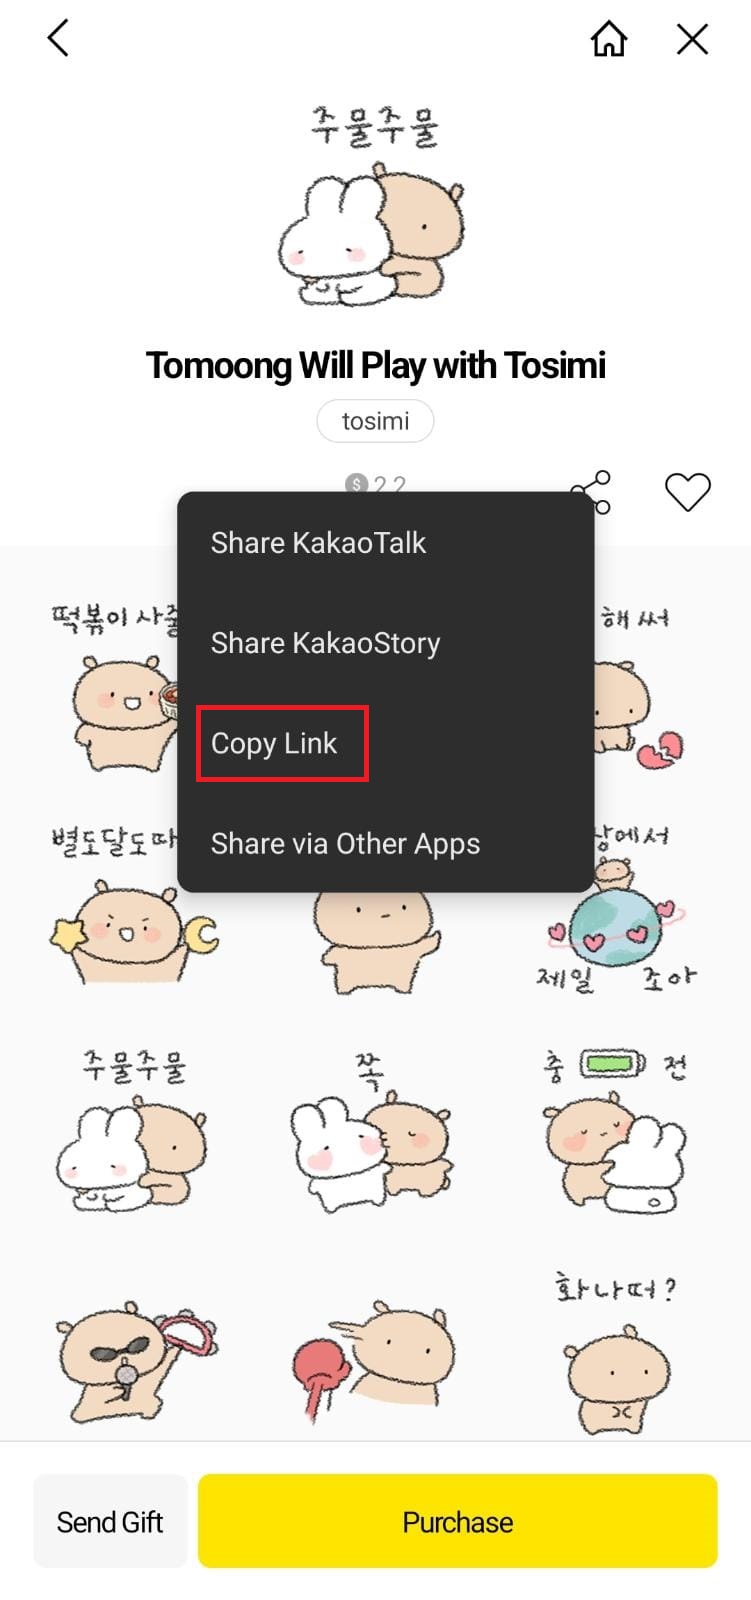 주물주물
Tomoong Will Play with Tosimi
tosimi
$ 2.2
Share KakaoTalk
Share KakaoStory
Copy Link
Share via Other Apps
떡볶이 사줄
해써
별도달도따
상에서
제일 조아
주물주물
쪽
충 전
화나떠?
Send Gift
Purchase